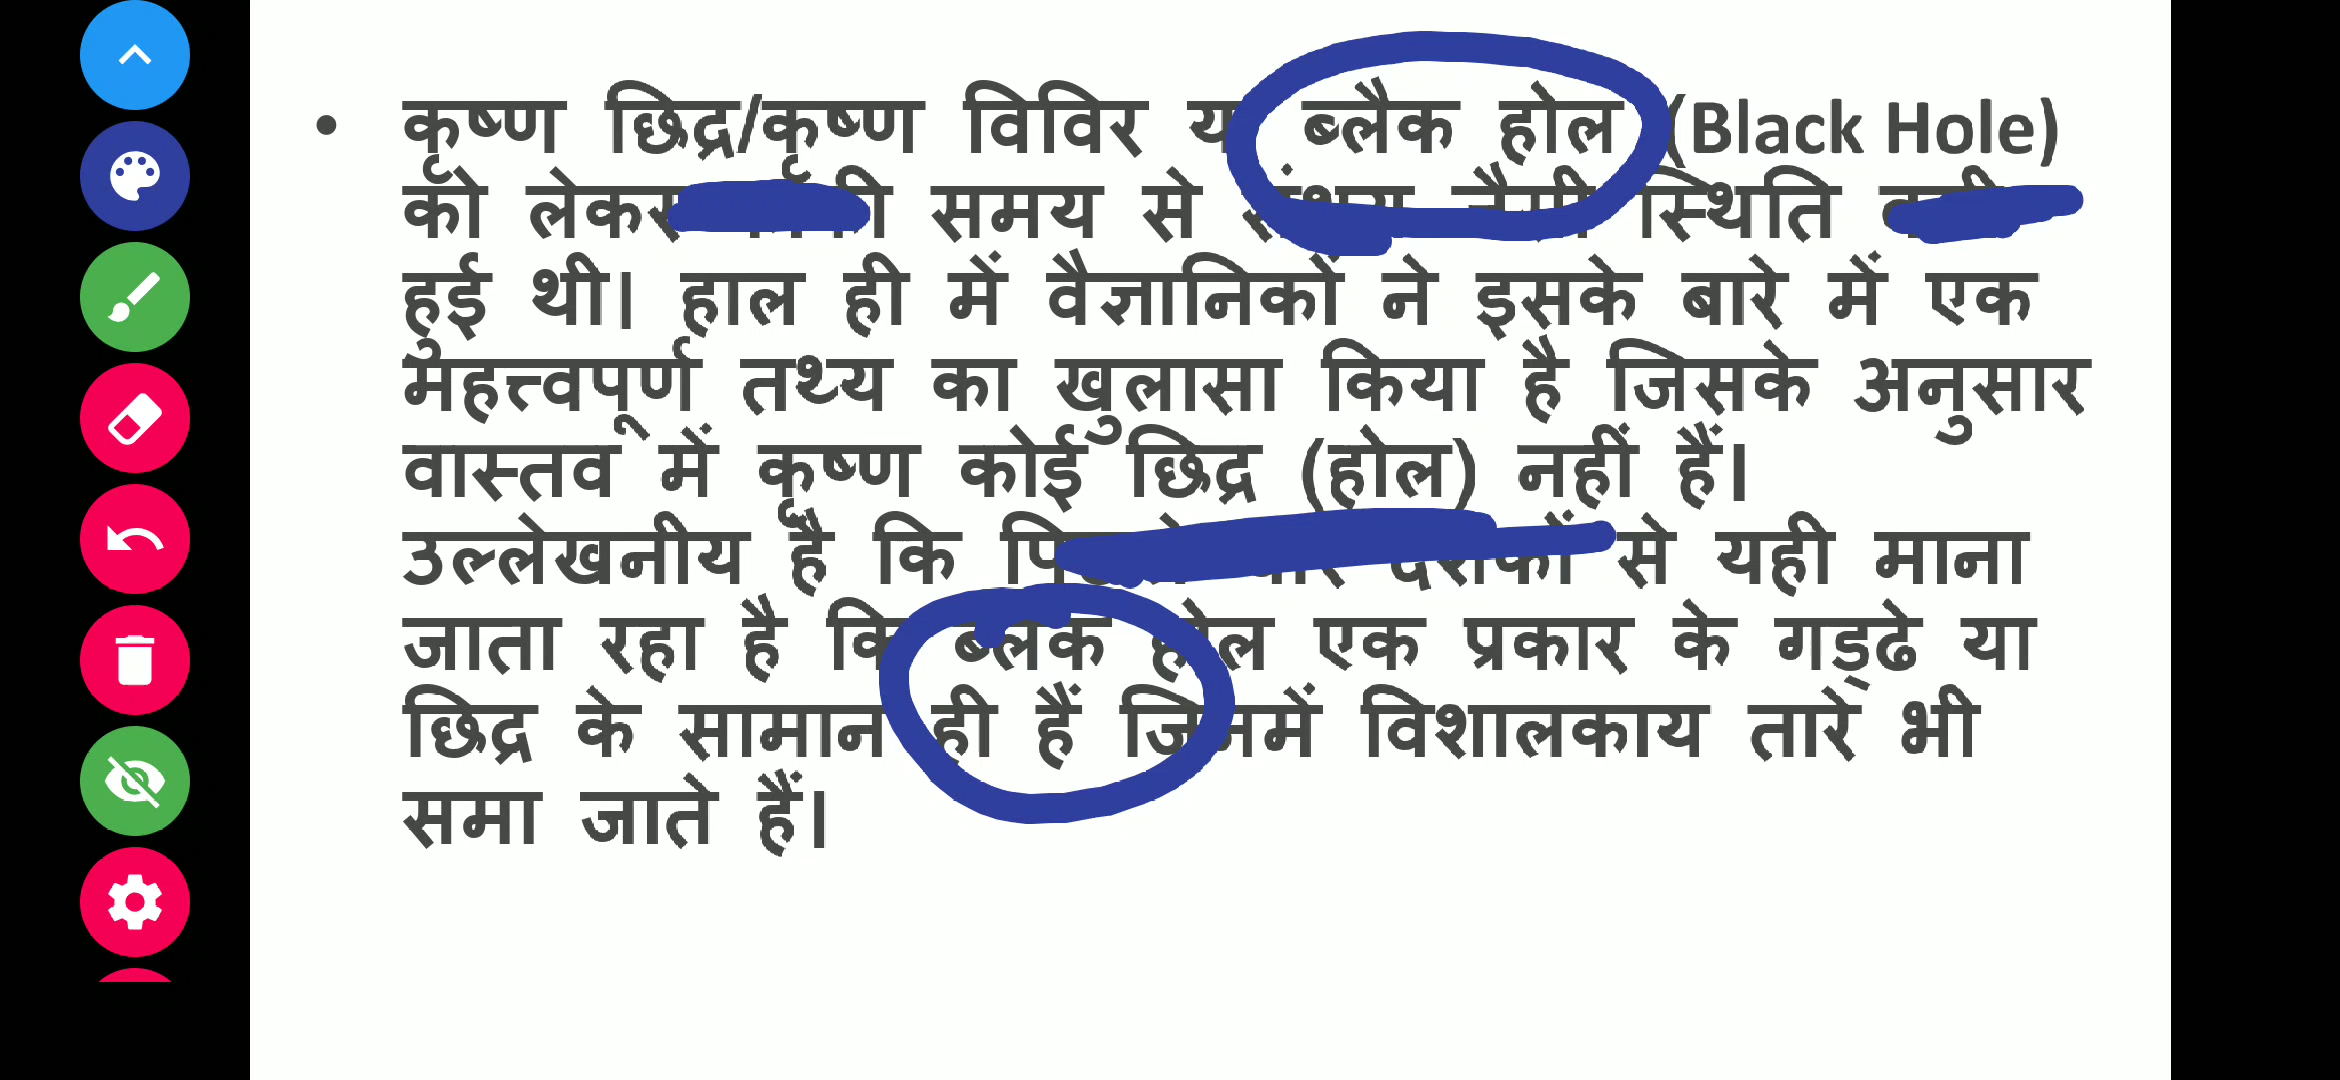 • कृष्ण छिद्र/कृष्ण विविर ब्लैक होल (Black Hole)
को लेकर समय से स्थिति
हुई थी। हाल ही में वैज्ञानिकों ने इसके बारे में एक
महत्त्वपूर्ण तथ्य का खुलासा किया है जिसके अनुसार
वास्तव में कृष्ण कोई छिद्र (होल) नहीं हैं।
उल्लेखनीय है कि से यही माना
जाता रहा है कि ब्लैक होल एक प्रकार के गड्ढे या
छिद्र के सामान ही हैं जिनमें विशालकाय तारे भी
समा जाते हैं।